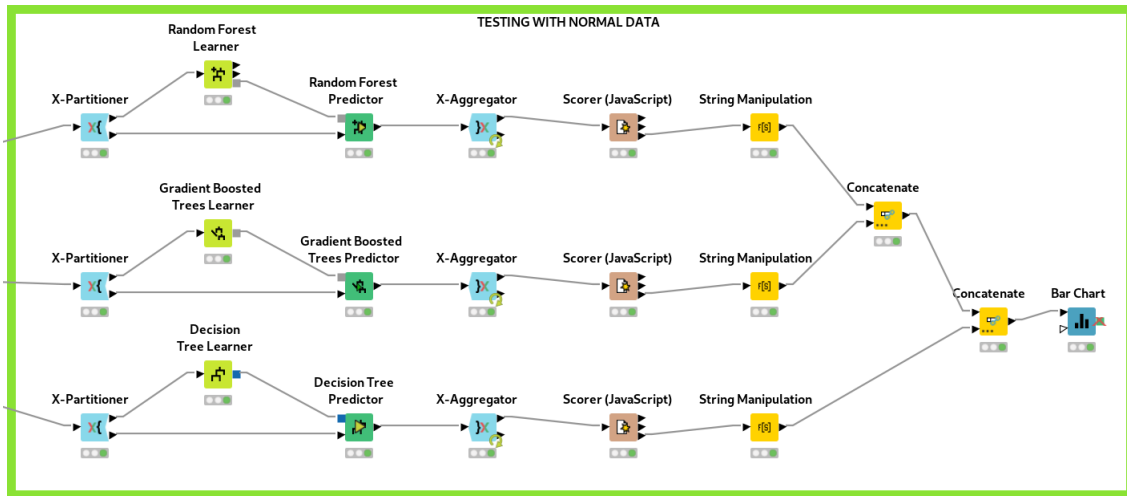 TESTING WITH NORMAL DATA
Random Forest
Learner
X-Partitioner
Random Forest
Predictor
X-Aggregator
Scorer (JavaScript)
String Manipulation
Concatenate
Gradient Boosted
Trees Learner
X-Partitioner
Gradient Boosted
Trees Predictor
X-Aggregator
Scorer (JavaScript)
String Manipulation
Concatenate
Bar Chart
Decision
Tree Learner
X-Partitioner
Decision Tree
Predictor
X-Aggregator
Scorer (JavaScript)
String Manipulation